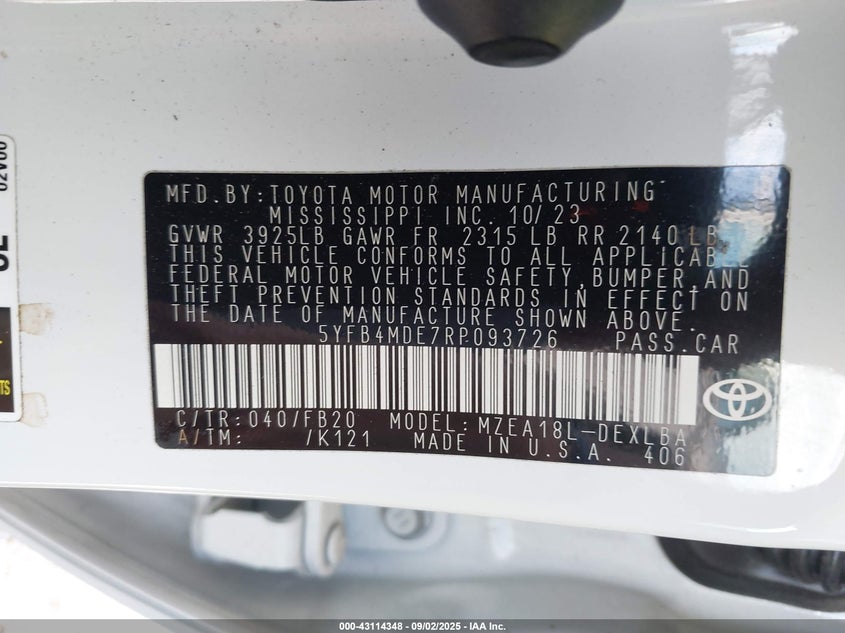 MFD.BY:TOYOTA MOTOR MANUFACTURING
MISSISSIPPI INC. 10/23
GVWR 3925LB GAWR FR 2315 LB RR 2140 LB
THIS VEHICLE CONFORMS TO ALL APPLICABLE
FEDERAL MOTOR VEHICLE SAFETY, BUMPER, AND
THEFT PREVENTION STANDARDS IN EFFECT ON
THE DATE OF MANUFACTURE SHOWN ABOVE.
5YFB4MDE7RP093726 PASS.CAR
C/TR: 040/FB20 MODEL: MZEA18L-DEXLBA
A/TM: /K121 MADE IN U.S.A. 406
000-43114348 - 09/02/2025 - IAA Inc.